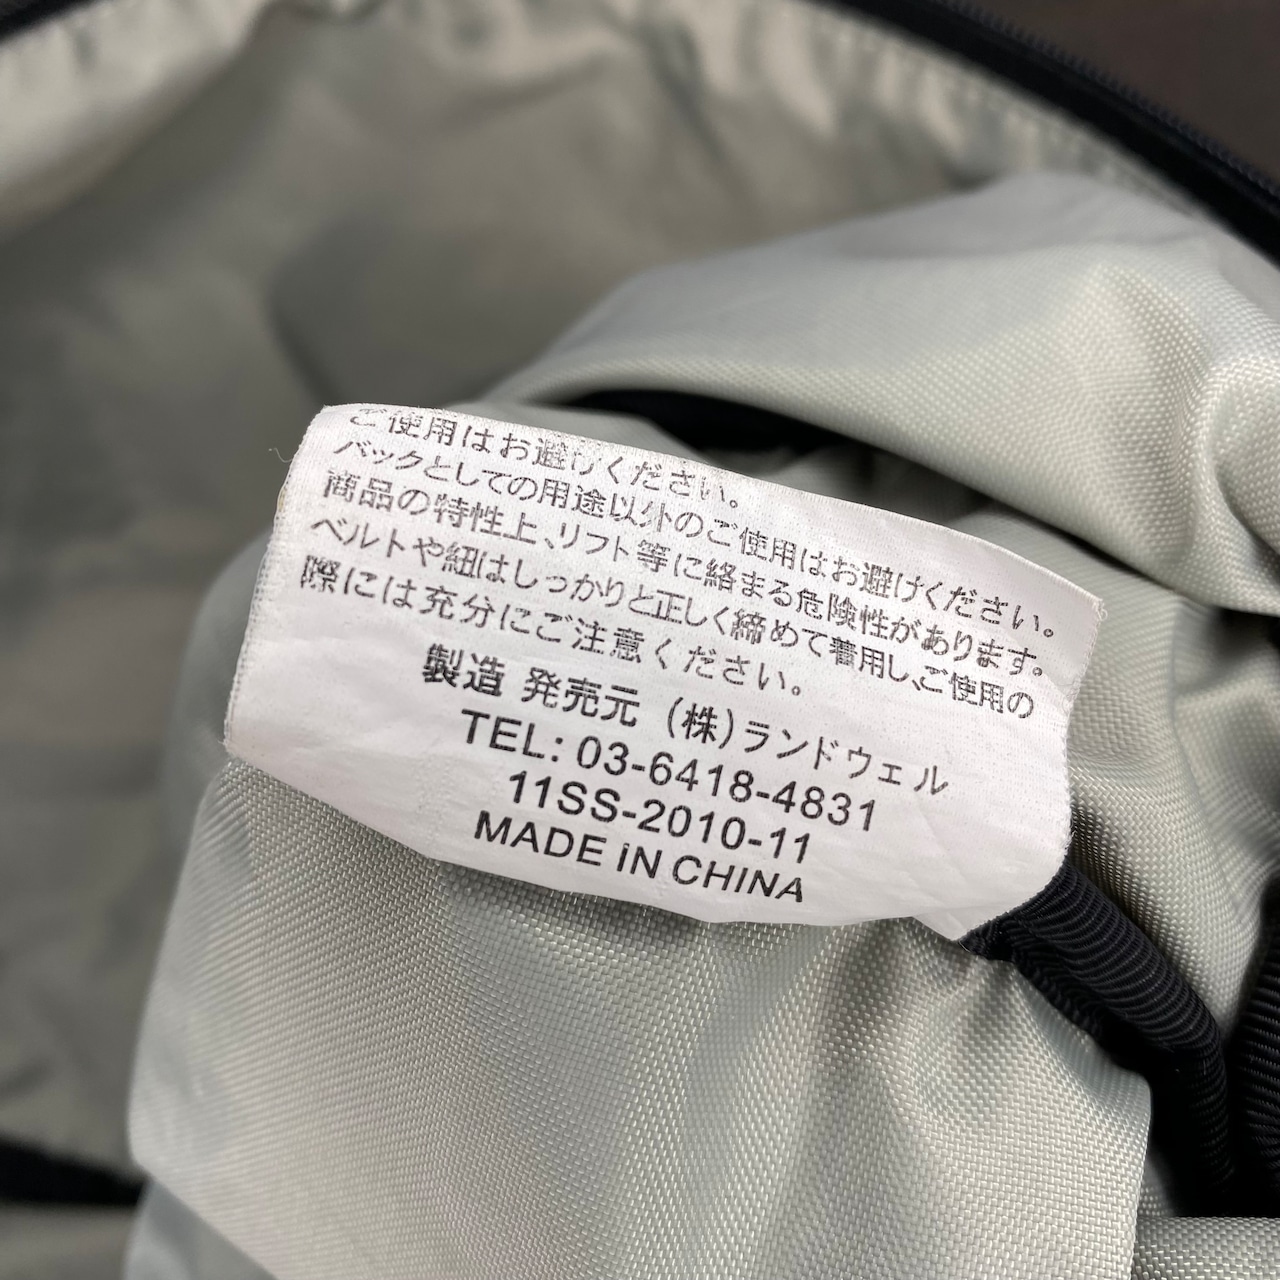 ご使用はお避けください。
バックとしての用途以外のご使用はお避けください。
商品の特性上、リフト等に絡まる危険性があります。
ベルトや紐はしっかりと正しく締めて着用し、ご使用の
際には充分にご注意ください。
製造 発売元 (株)ランドウェル
TEL: 03-6418-4831
11SS-2010-11
MADE IN CHINA